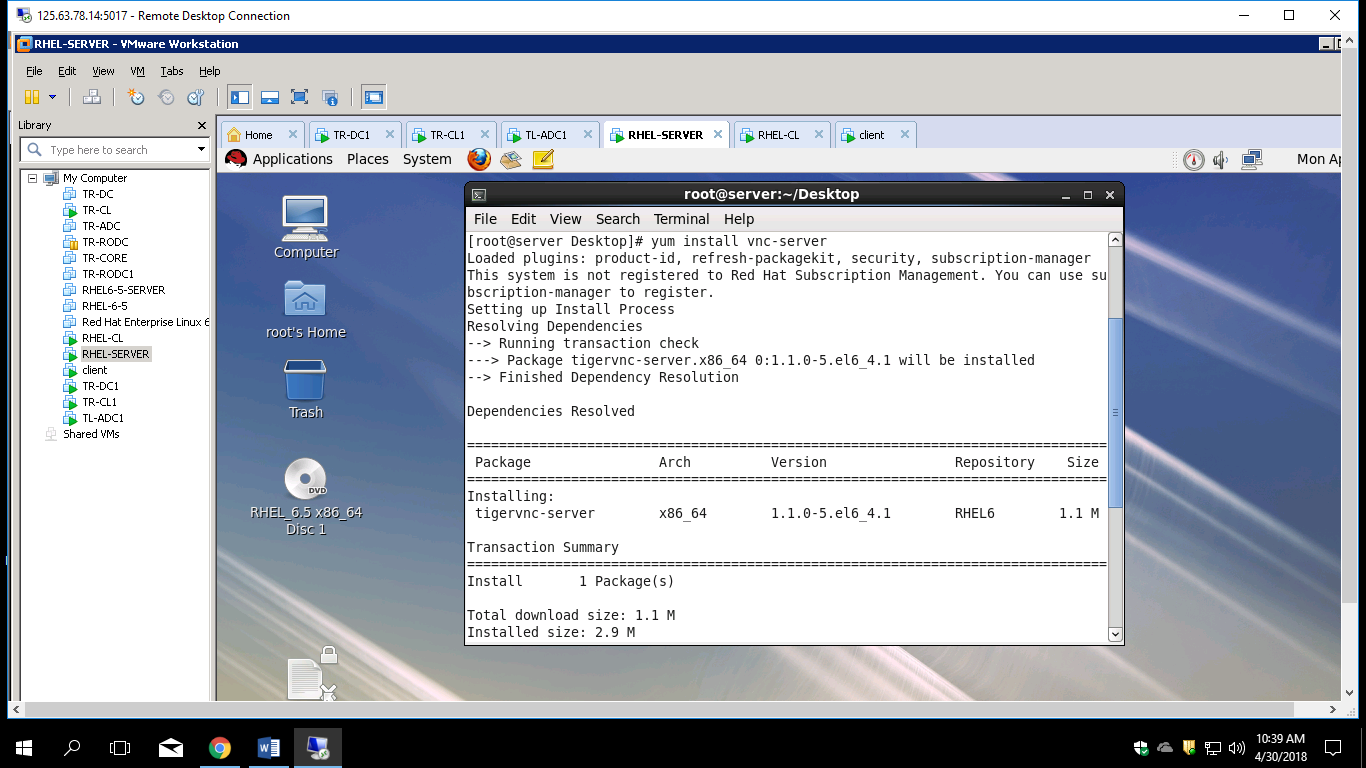 125.63.78.14:5017 - Remote Desktop Connection
RHEL-SERVER - VMware Workstation
File Edit View VM Tabs Help
Library
Type here to search
My Computer
TR-DC
TR-CL
TR-ADC
TR-RODC
TR-CORE
TR-RODC1
RHEL6-5-SERVER
RHEL-6-5
Red Hat Enterprise Linux 6
RHEL-CL
RHEL-SERVER
client
TR-DC1
TR-CL1
TL-ADC1
Shared VMs
Home TR-DC1 TR-CL1 TL-ADC1 RHEL-SERVER RHEL-CL client
Applications Places System Mon Ap
Computer
root's Home
Trash
DVD
RHEL_6.5 x86_64
Disc 1
root@server:~/Desktop
File Edit View Search Terminal Help
[root@server Desktop]# yum install vnc-server
Loaded plugins: product-id, refresh-packagekit, security, subscription-manager
This system is not registered to Red Hat Subscription Management. You can use su
bscription-manager to register.
Setting up Install Process
Resolving Dependencies
--> Running transaction check
---> Package tigervnc-server.x86_64 0:1.1.0-5.el6_4.1 will be installed
--> Finished Dependency Resolution
Dependencies Resolved
================================================================================
Package Arch Version Repository Size
================================================================================
Installing:
tigervnc-server x86_64 1.1.0-5.el6_4.1 RHEL6 1.1 M
Transaction Summary
================================================================================
Install 1 Package(s)
Total download size: 1.1 M
Installed size: 2.9 M
10:39 AM
4/30/2018